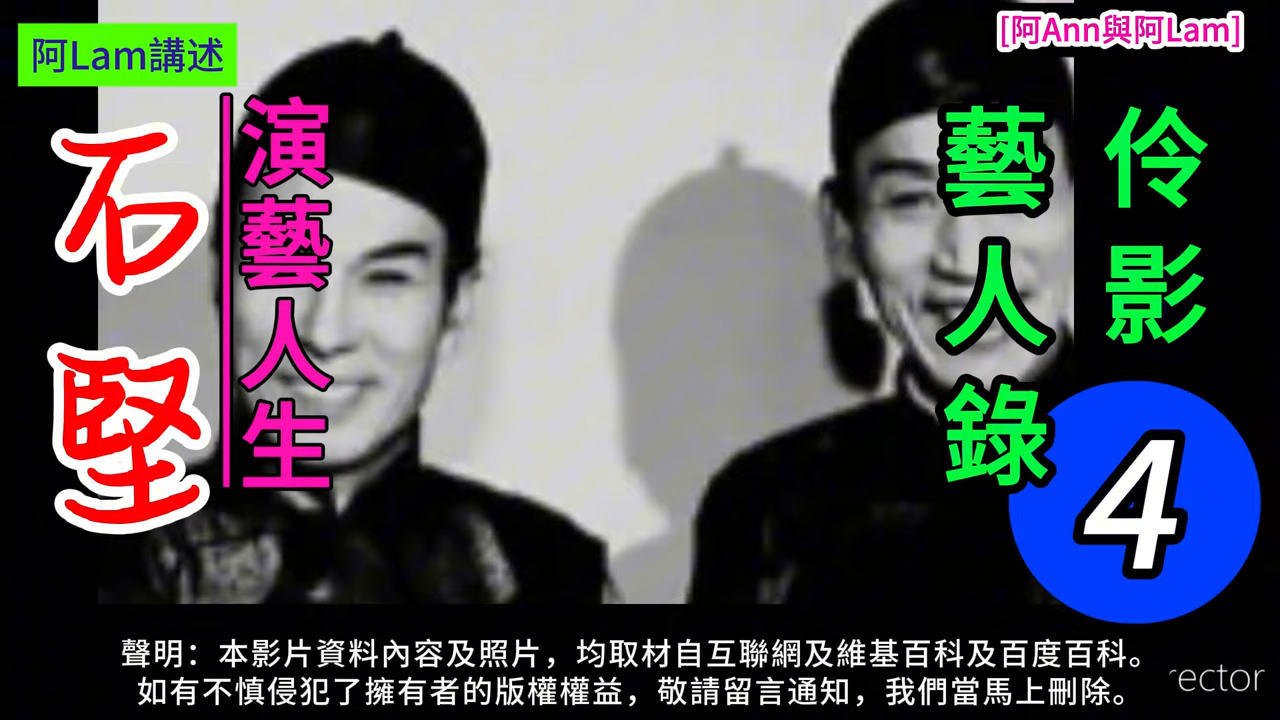 阿Lam講述
[阿Ann與阿Lam]
石堅
演藝人生
伶影
藝人錄
4
聲明：本影片資料內容及照片，均取材自互聯網及維基百科及百度百科。
如有不慎侵犯了擁有者的版權權益，敬請留言通知，我們當馬上刪除。
rector